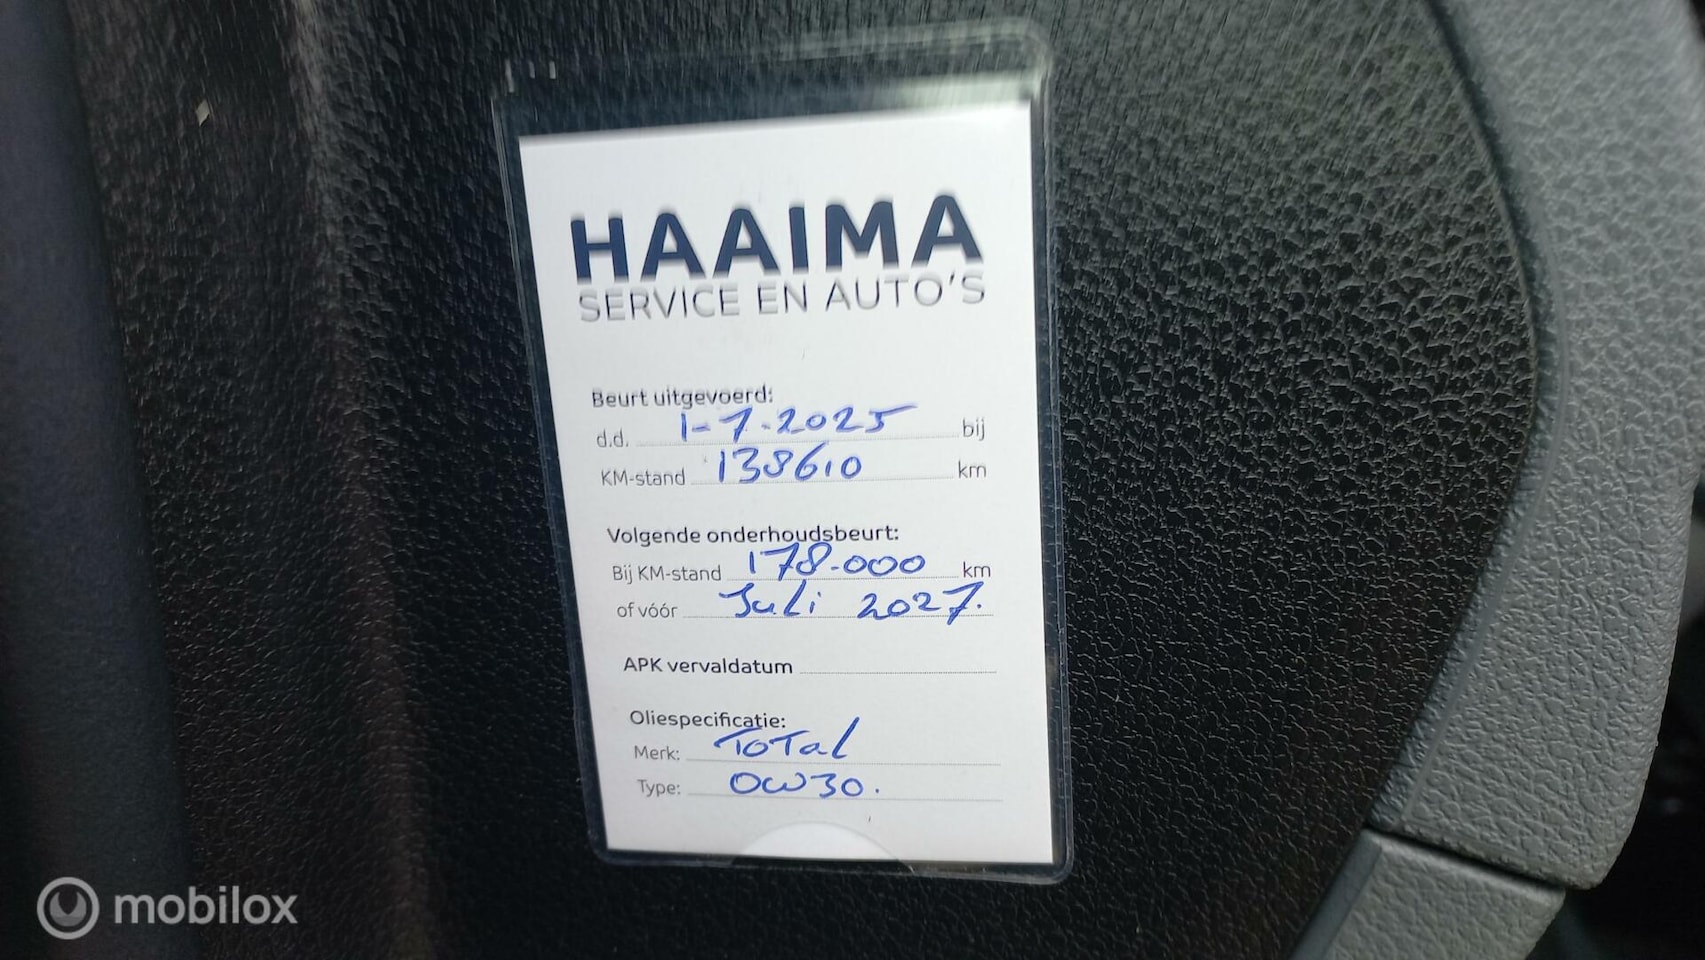 HAAIMA
SERVICE EN AUTO'S
Beurt uitgevoerd:
d.d. 1-7-2025 bij
KM-stand 138610 km
Volgende onderhoudsbeurt:
Bij KM-stand 178.000 km
of vóór Juli 2027.
APK vervaldatum
Oliespecificatie:
Merk: ToTal
Type: 0W30.
mobilox